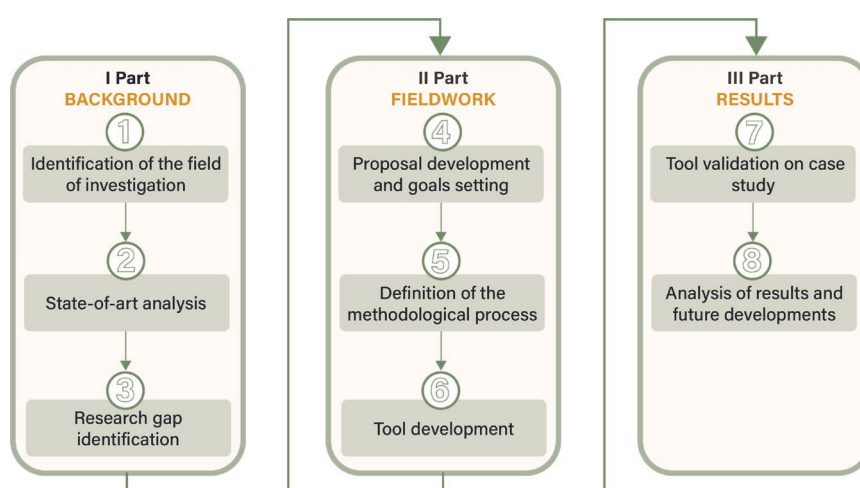 I Part
BACKGROUND
1
Identification of the field
of investigation
2
State-of-art analysis
3
Research gap
identification
II Part
FIELDWORK
4
Proposal development
and goals setting
5
Definition of the
methodological process
6
Tool development
III Part
RESULTS
7
Tool validation on case
study
8
Analysis of results and
future developments